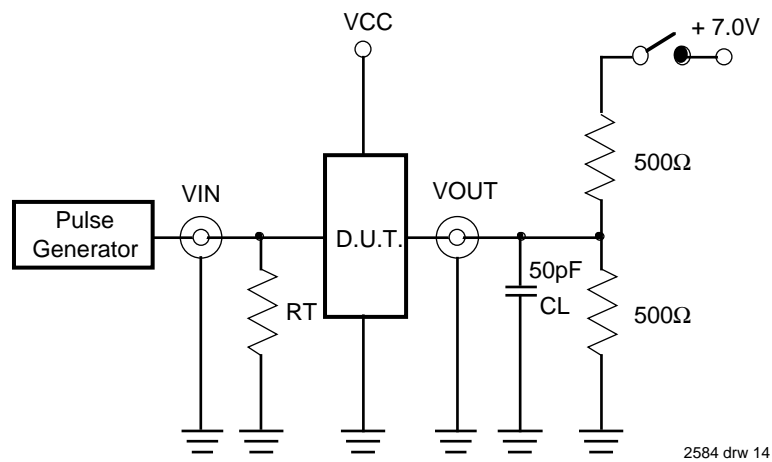 VCC
+ 7.0V
500Ω
VIN
VOUT
Pulse
Generator
D.U.T.
50pF
CL
RT
500Ω
2584 drw 14